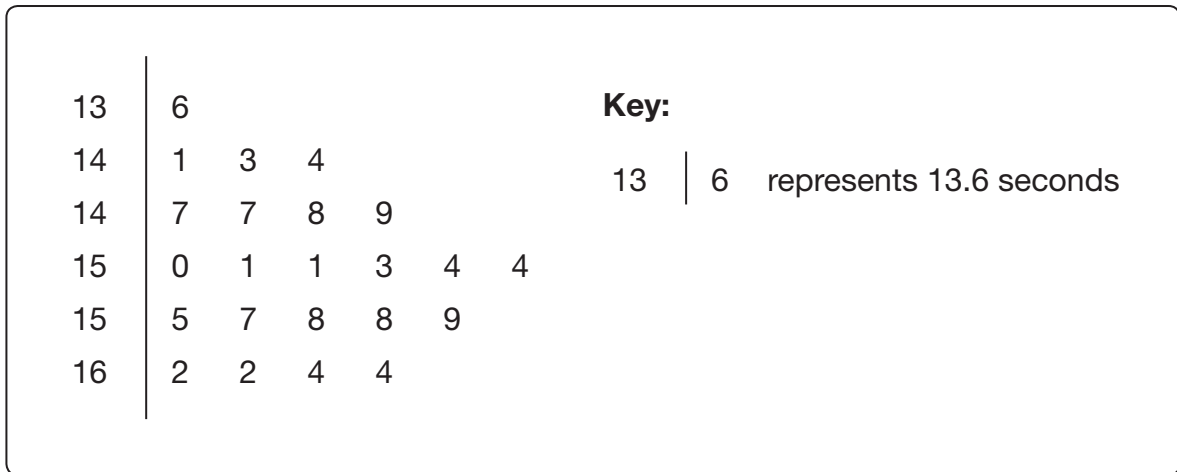 13 | 6
14 | 1 3 4
14 | 7 7 8 9
15 | 0 1 1 3 4 4
15 | 5 7 8 8 9
16 | 2 2 4 4
Key:
13 | 6 represents 13.6 seconds